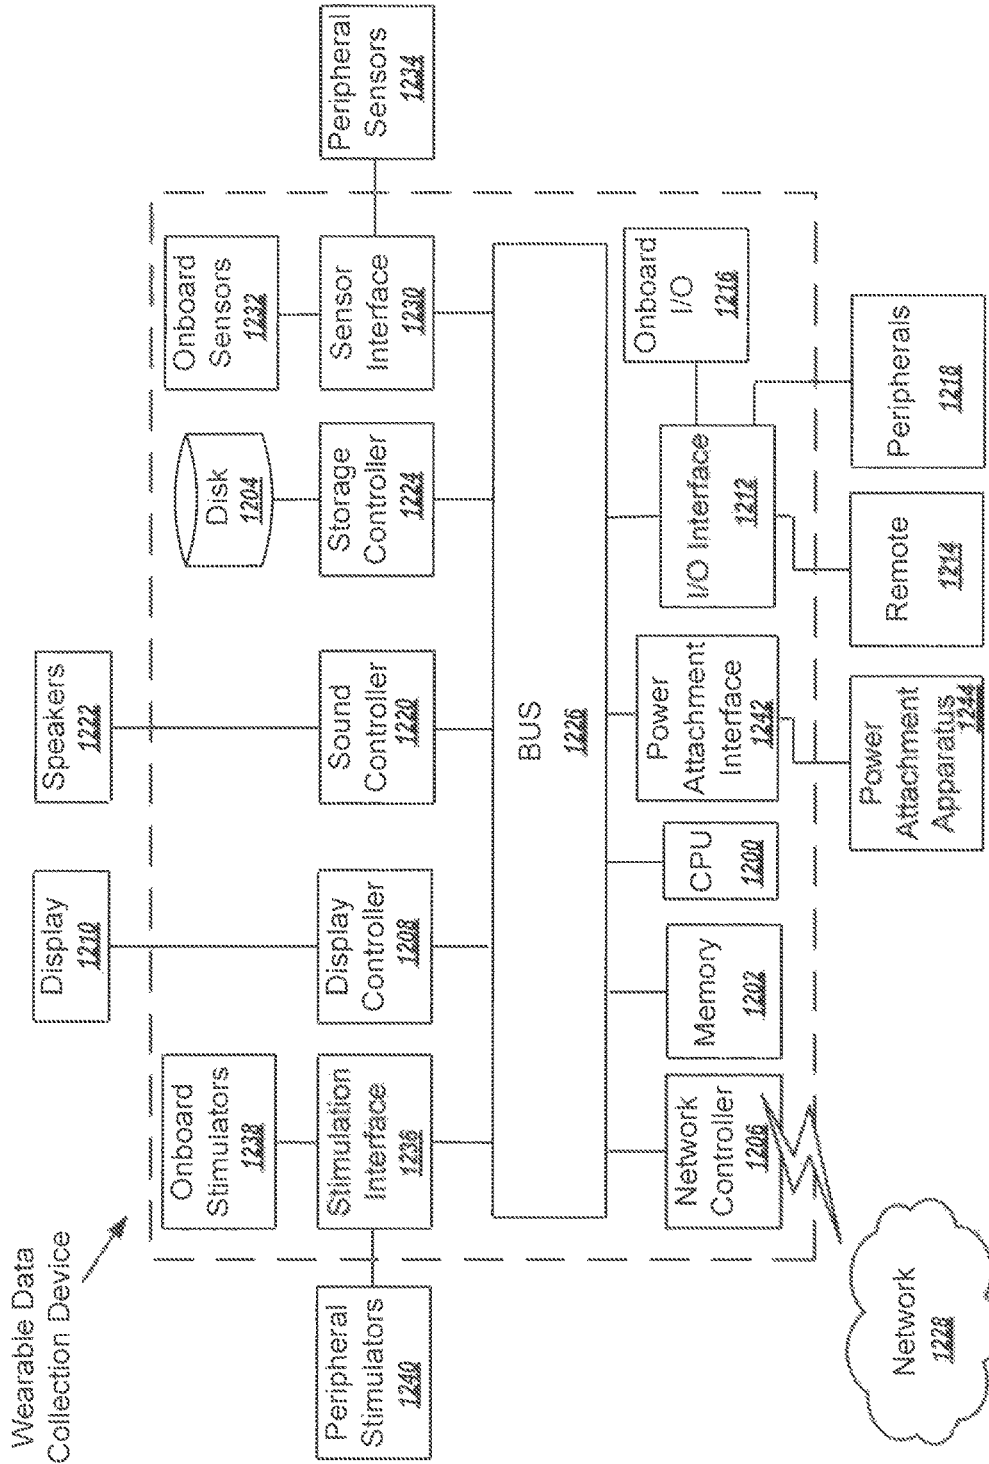 Wearable Data
Collection Device
Display
1210
Speakers
1222
Onboard
Stimulators
1238
Disk
1204
Onboard
Sensors
1232
Peripheral
Stimulators
1240
Stimulation
Interface
1236
Display
Controller
1208
Sound
Controller
1220
Storage
Controller
1224
Sensor
Interface
1230
Peripheral
Sensors
1234
BUS
1226
Network
Controller
1206
Memory
1202
CPU
1200
Power
Attachment
Interface
1242
I/O Interface
1212
Onboard
I/O
1216
Network
1228
Power
Attachment
Apparatus
1244
Remote
1214
Peripherals
1218